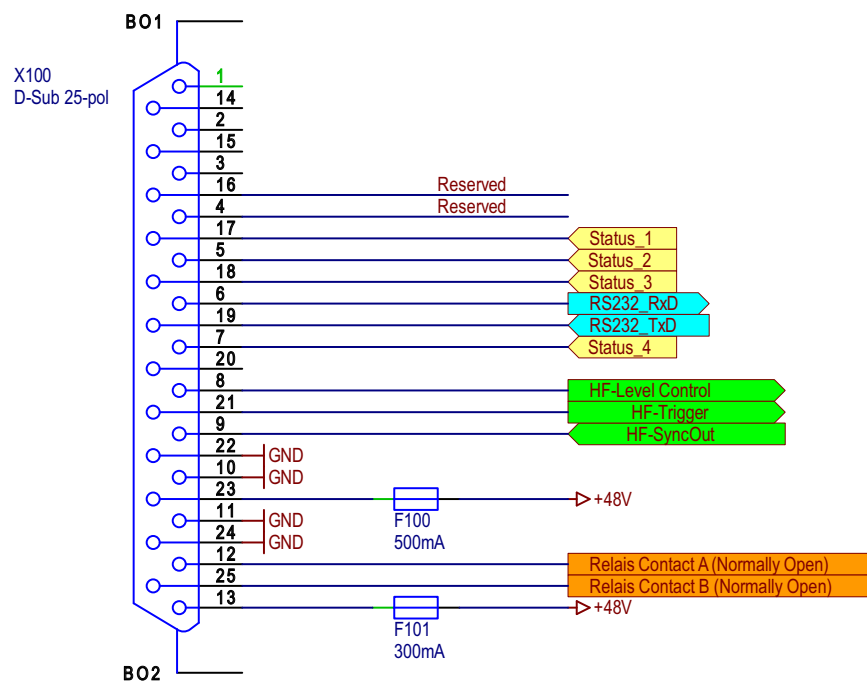 BO1
X100
D-Sub 25-pol
1
14
2
15
3
16 Reserved
4 Reserved
17 Status_1
5 Status_2
18 Status_3
6 RS232_RxD
19 RS232_TxD
7 Status_4
20
8 HF-Level Control
21 HF-Trigger
9 HF-SyncOut
22 GND
10 GND
23 +48V
F100
500mA
11 GND
24 GND
12 Relais Contact A (Normally Open)
25 Relais Contact B (Normally Open)
13 +48V
F101
300mA
BO2